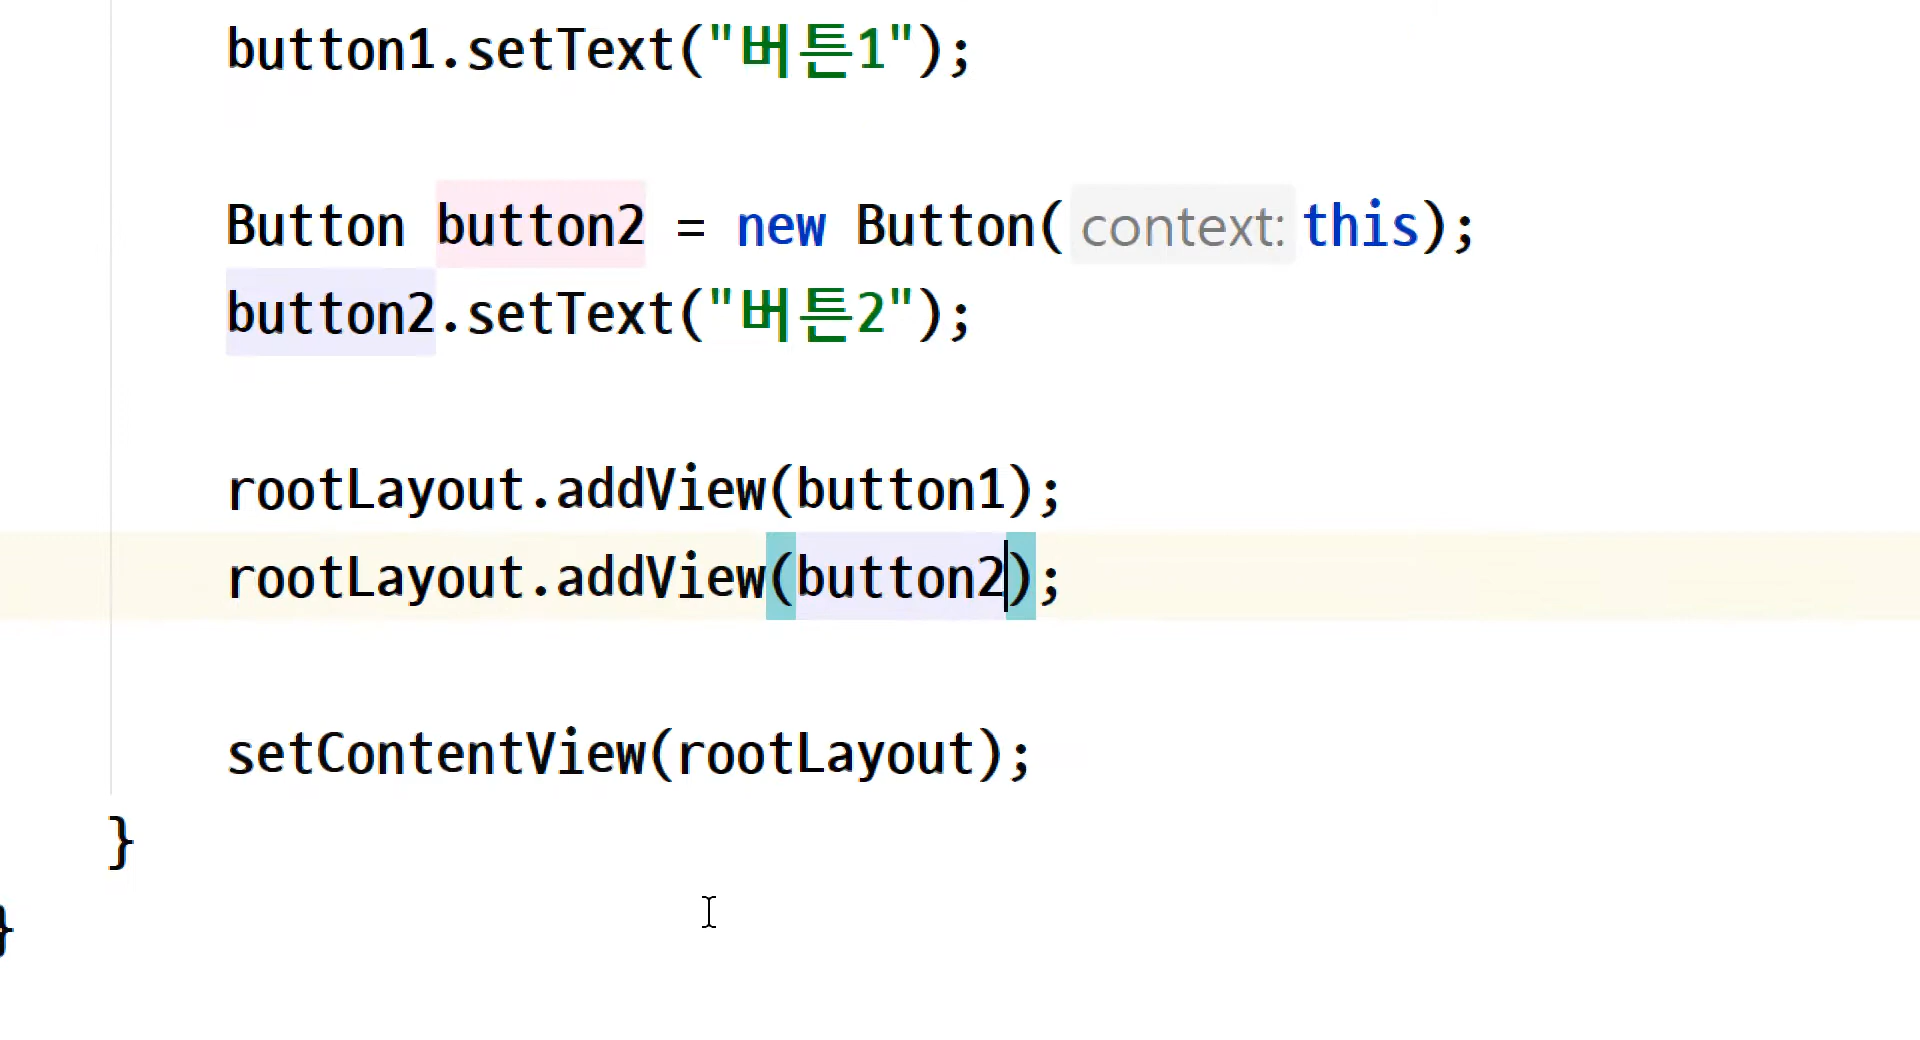 button1.setText("버튼1");
Button button2 = new Button( context: this);
button2.setText("버튼2");
rootLayout.addView(button1);
rootLayout.addView(button2);
setContentView(rootLayout);
}
}